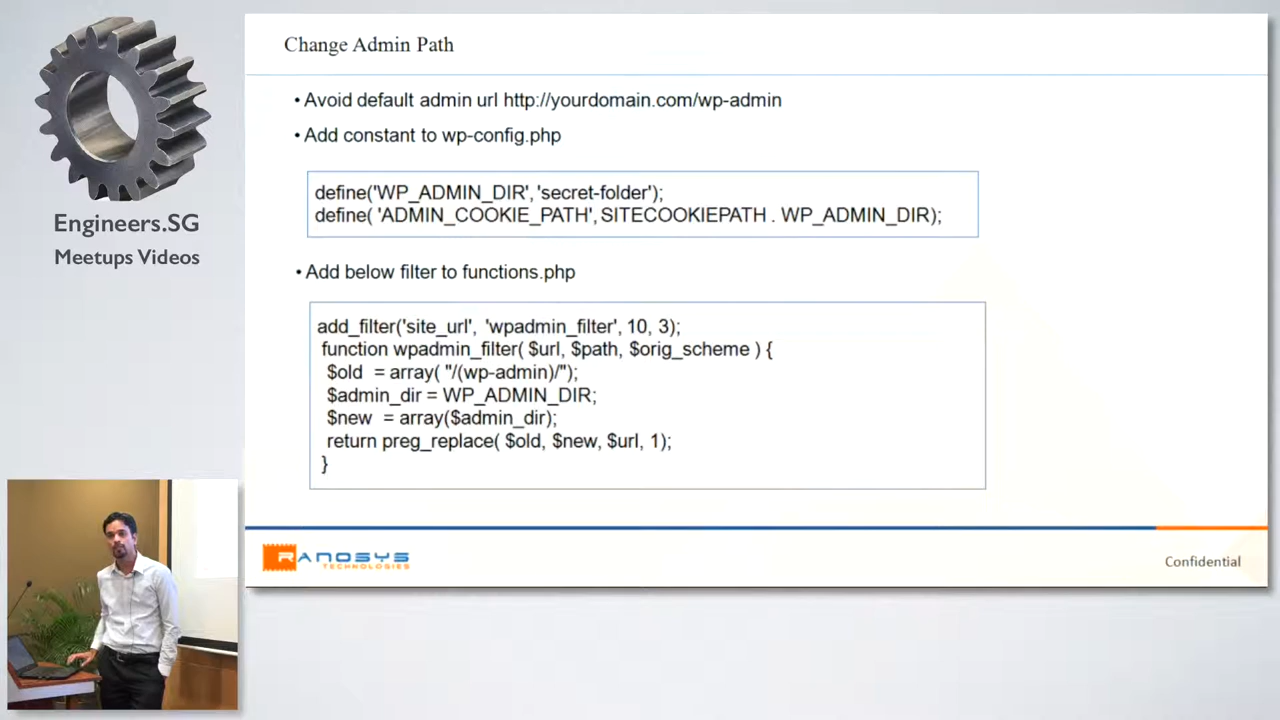 Engineers.SG
Meetups Videos
Change Admin Path
• Avoid default admin url http://yourdomain.com/wp-admin
• Add constant to wp-config.php
define('WP_ADMIN_DIR','secret-folder');
define( 'ADMIN_COOKIE_PATH', SITECOOKIEPATH . WP_ADMIN_DIR);
• Add below filter to functions.php
add_filter('site_url', 'wpadmin_filter', 10, 3);
function wpadmin_filter( $url, $path, $orig_scheme ) {
$old = array( "/(wp-admin)/");
$admin_dir = WP_ADMIN_DIR;
$new = array($admin_dir);
return preg_replace( $old, $new, $url, 1);
}
RANOSYS
TECHNOLOGIES
Confidential